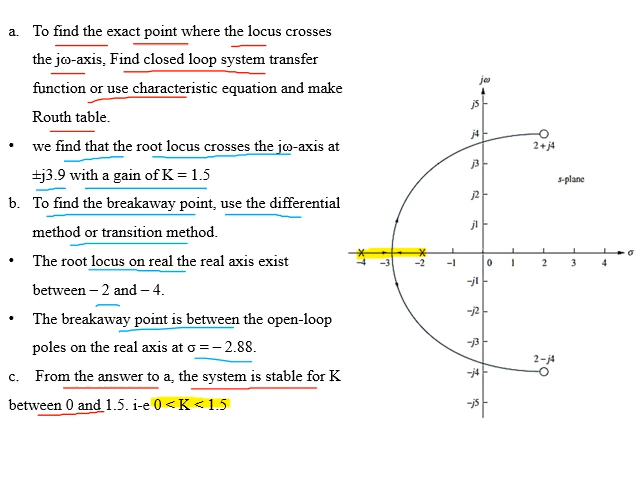 a. To find the exact point where the locus crosses
the jω-axis, Find closed loop system transfer
function or use characteristic equation and make
Routh table.
• we find that the root locus crosses the jω-axis at
±j3.9 with a gain of K = 1.5
b. To find the breakaway point, use the differential
method or transition method.
• The root locus on real the real axis exist
between – 2 and – 4.
• The breakaway point is between the open-loop
poles on the real axis at σ = – 2.88.
c. From the answer to a, the system is stable for K
between 0 and 1.5. i-e 0 < K < 1.5
jω
j5
j4
2 + j4
j3
s-plane
j2
j1
σ
–4 –3 –2 –1 0 1 2 3 4
–j1
–j2
–j3
2 – j4
–j4
–j5